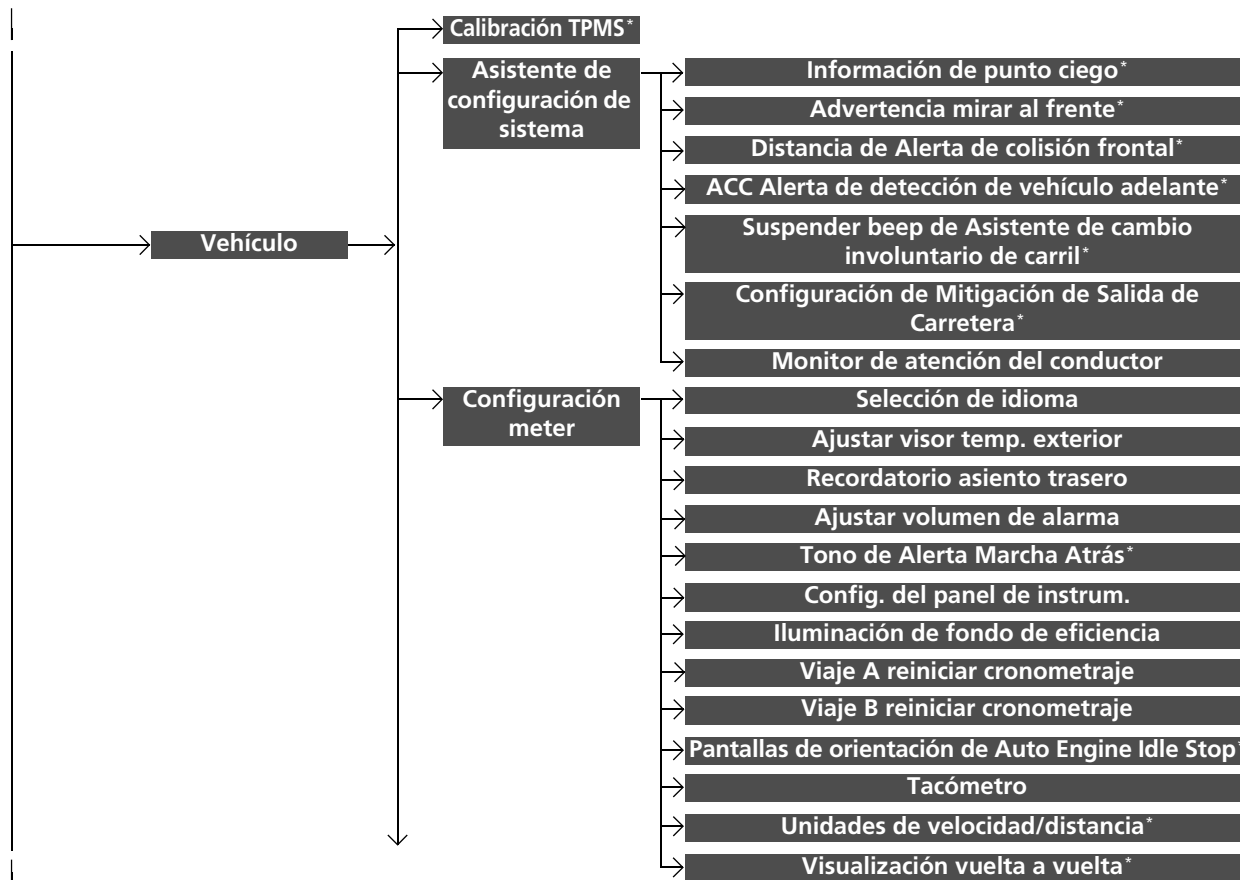 Calibración TPMS*
Asistente de
configuración de
sistema
Información de punto ciego*
Advertencia mirar al frente*
Distancia de Alerta de colisión frontal*
ACC Alerta de detección de vehículo adelante*
Suspender beep de Asistente de cambio
involuntario de carril*
Configuración de Mitigación de Salida de
Carretera*
Monitor de atención del conductor
Vehículo
Configuración
meter
Selección de idioma
Ajustar visor temp. exterior
Recordatorio asiento trasero
Ajustar volumen de alarma
Tono de Alerta Marcha Atrás*
Config. del panel de instrum.
Iluminación de fondo de eficiencia
Viaje A reiniciar cronometraje
Viaje B reiniciar cronometraje
Pantallas de orientación de Auto Engine Idle Stop*
Tacómetro
Unidades de velocidad/distancia*
Visualización vuelta a vuelta*